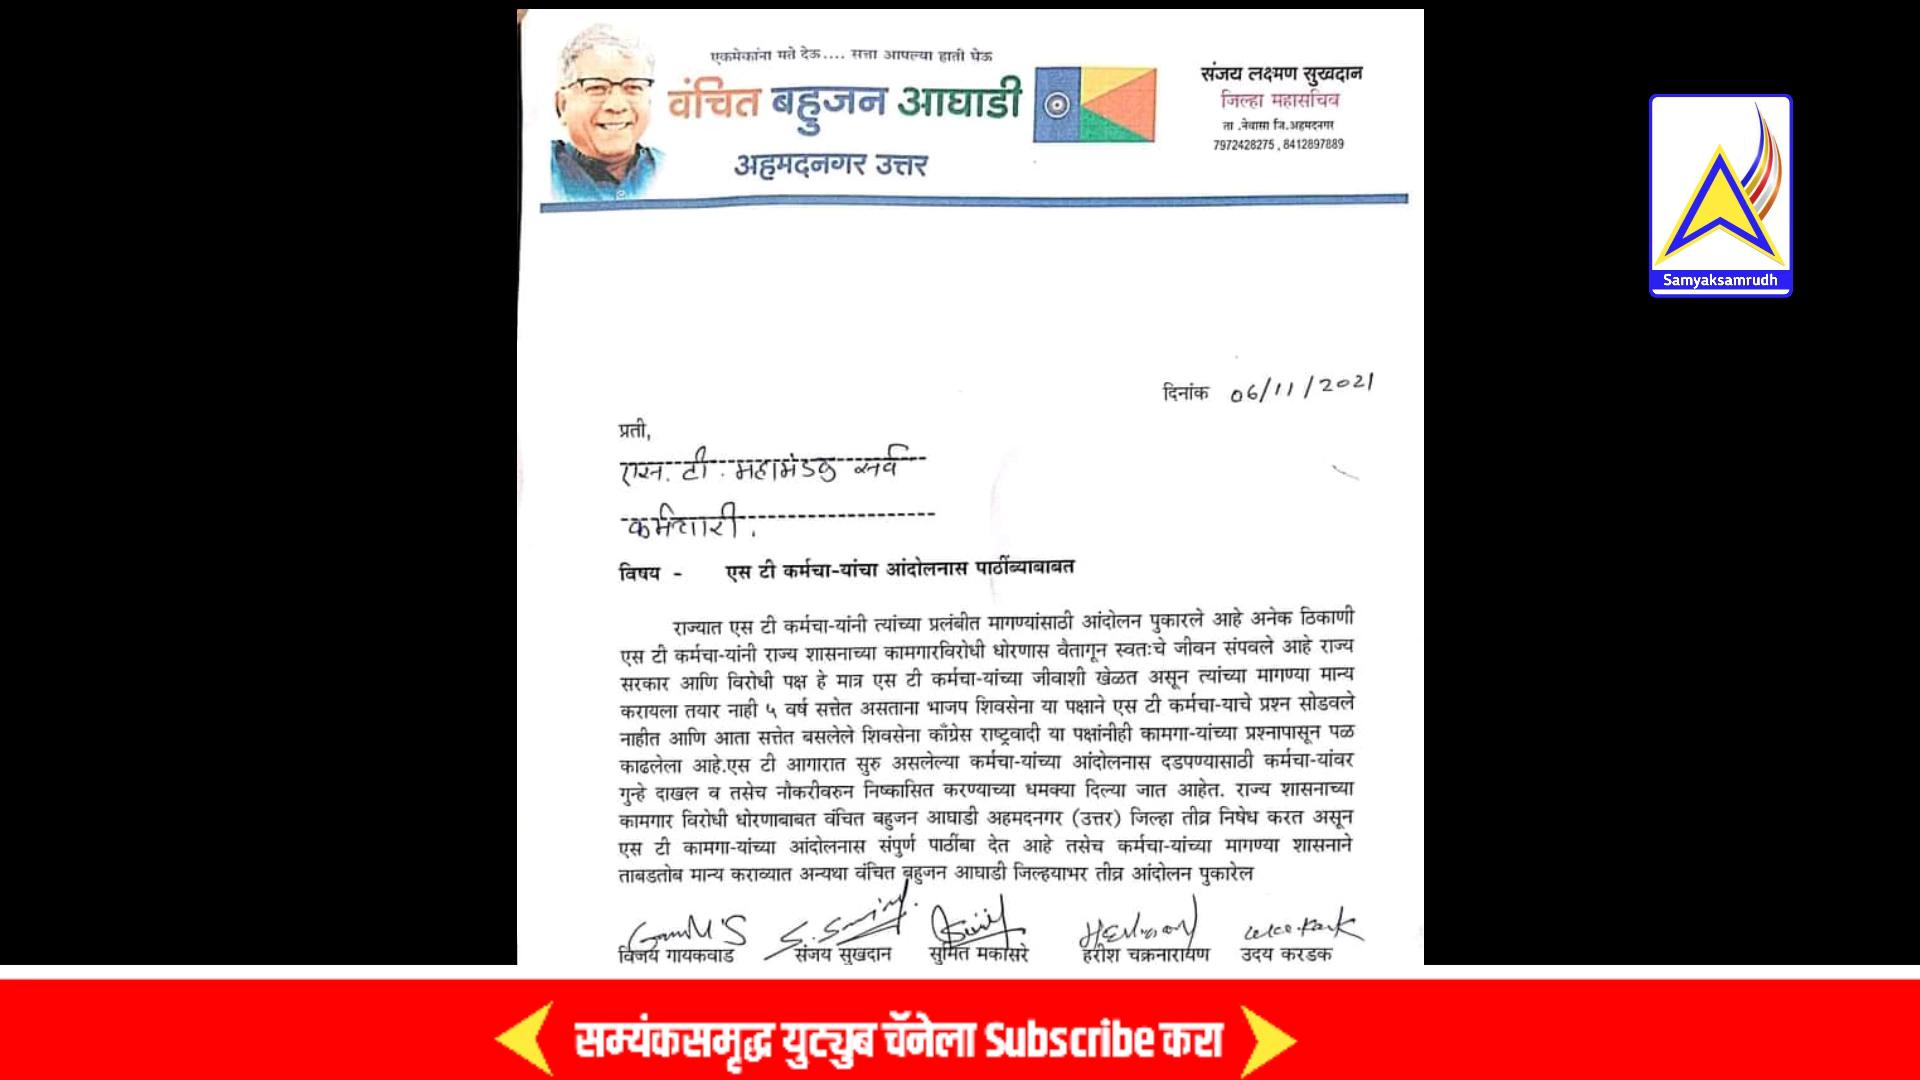 एकमेकांना मते देऊ.... सत्ता आपल्या हाती घेऊ
वंचित बहुजन आघाडी
अहमदनगर उत्तर
संजय लक्ष्मण सुखदान
जिल्हा महासचिव
ता .नेवासा जि.अहमदनगर
7972428275 , 8412897889
Samyaksamrudh
दिनांक 06/11/2021
प्रती,
एस. टी. महामंडळ सर्व
कर्मचारी.
विषय - एस टी कर्मचा-यांचा आंदोलनास पाठींब्याबाबत
राज्यात एस टी कर्मचा-यांनी त्यांच्या प्रलंबीत मागण्यांसाठी आंदोलन पुकारले आहे अनेक ठिकाणी
एस टी कर्मचा-यांनी राज्य शासनाच्या कामगारविरोधी धोरणास वैतागून स्वतःचे जीवन संपवले आहे राज्य
सरकार आणि विरोधी पक्ष हे मात्र एस टी कर्मचा-यांच्या जीवाशी खेळत असून त्यांच्या मागण्या मान्य
करायला तयार नाही ५ वर्ष सत्तेत असताना भाजप शिवसेना या पक्षाने एस टी कर्मचा-याचे प्रश्न सोडवले
नाहीत आणि आता सत्तेत बसलेले शिवसेना काँग्रेस राष्ट्रवादी या पक्षांनीही कामगा-यांच्या प्रश्नापासून पळ
काढलेला आहे.एस टी आगारात सुरु असलेल्या कर्मचा-यांच्या आंदोलनास दडपण्यासाठी कर्मचा-यांवर
गुन्हे दाखल व तसेच नौकरीवरुन निष्कासित करण्याच्या धमक्या दिल्या जात आहेत. राज्य शासनाच्या
कामगार विरोधी धोरणाबाबत वंचित बहुजन आघाडी अहमदनगर (उत्तर) जिल्हा तीव्र निषेध करत असून
एस टी कामगा-यांच्या आंदोलनास संपुर्ण पाठींबा देत आहे तसेच कर्मचा-यांच्या मागण्या शासनाने
ताबडतोब मान्य कराव्यात अन्यथा वंचित बहुजन आघाडी जिल्हयाभर तीव्र आंदोलन पुकारेल
विजय गायकवाड संजय सुखदान सुमित मकासरे हरीश चक्रनारायण उदय करडक
सम्यंकसमृद्ध युट्युब चॅनेला Subscribe करा